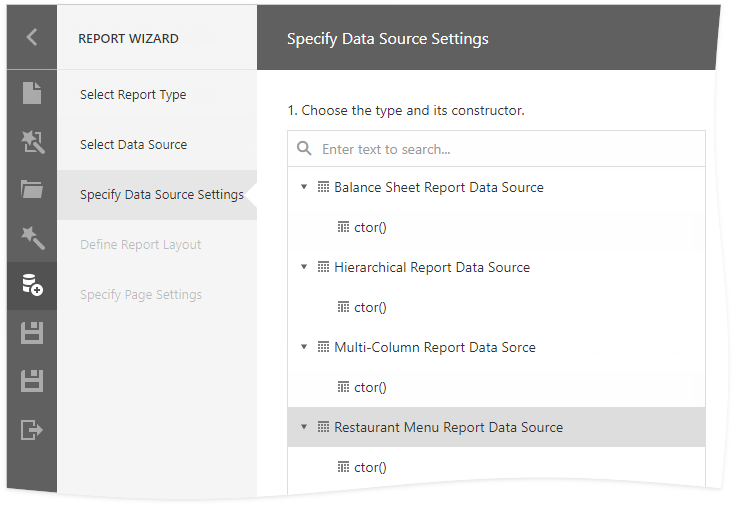 REPORT WIZARD
Specify Data Source Settings
Select Report Type
Select Data Source
Specify Data Source Settings
Define Report Layout
Specify Page Settings
1. Choose the type and its constructor.
Enter text to search...
Balance Sheet Report Data Source
ctor()
Hierarchical Report Data Source
ctor()
Multi-Column Report Data Sorce
ctor()
Restaurant Menu Report Data Source
ctor()